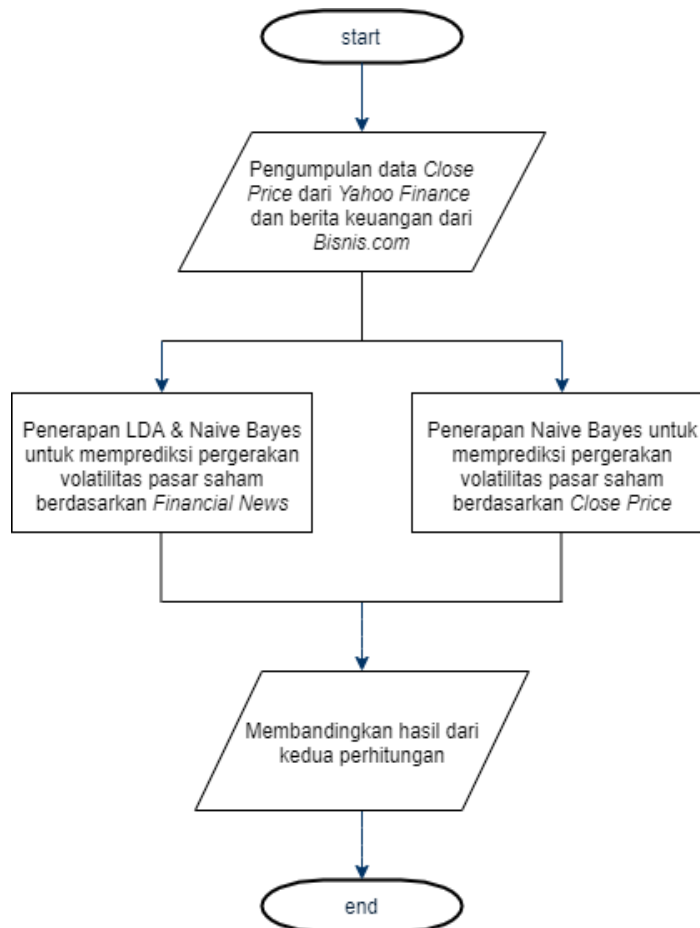 start
Pengumpulan data Close
Price dari Yahoo Finance
dan berita keuangan dari
Bisnis.com
Penerapan LDA & Naive Bayes
untuk memprediksi pergerakan
volatilitas pasar saham
berdasarkan Financial News
Penerapan Naive Bayes untuk
memprediksi pergerakan
volatilitas pasar saham
berdasarkan Close Price
Membandingkan hasil dari
kedua perhitungan
end